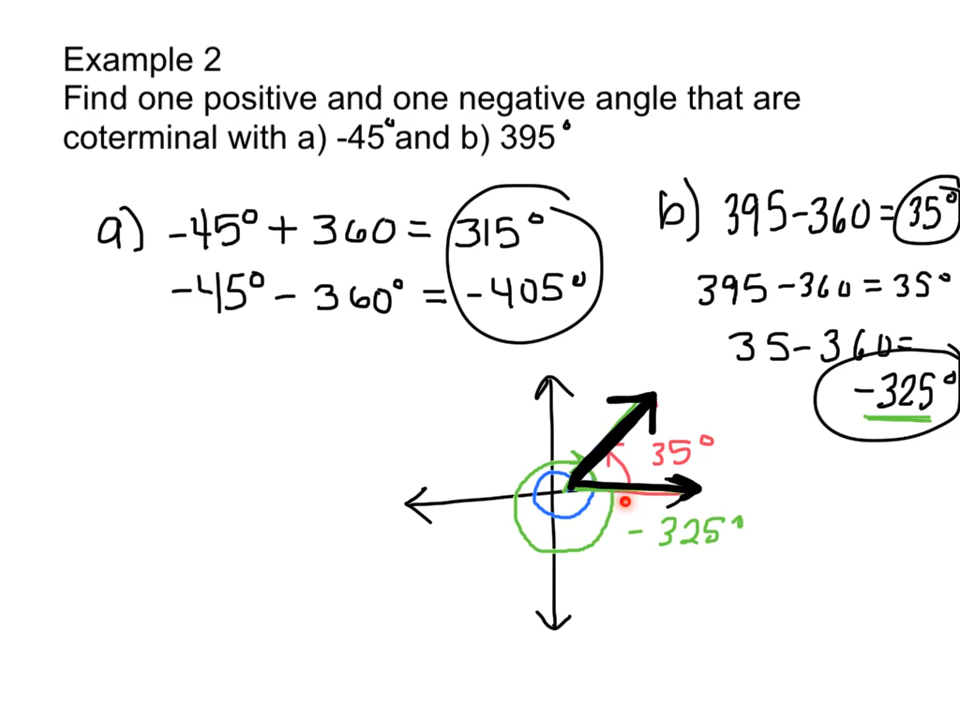 Example 2
Find one positive and one negative angle that are
coterminal with a) -45° and b) 395°
a) -45° + 360 = 315°
-45° - 360° = -405°
b) 395-360 = 35°
395 - 360 = 35°
35 - 360 =
-325°
35°
- 325°